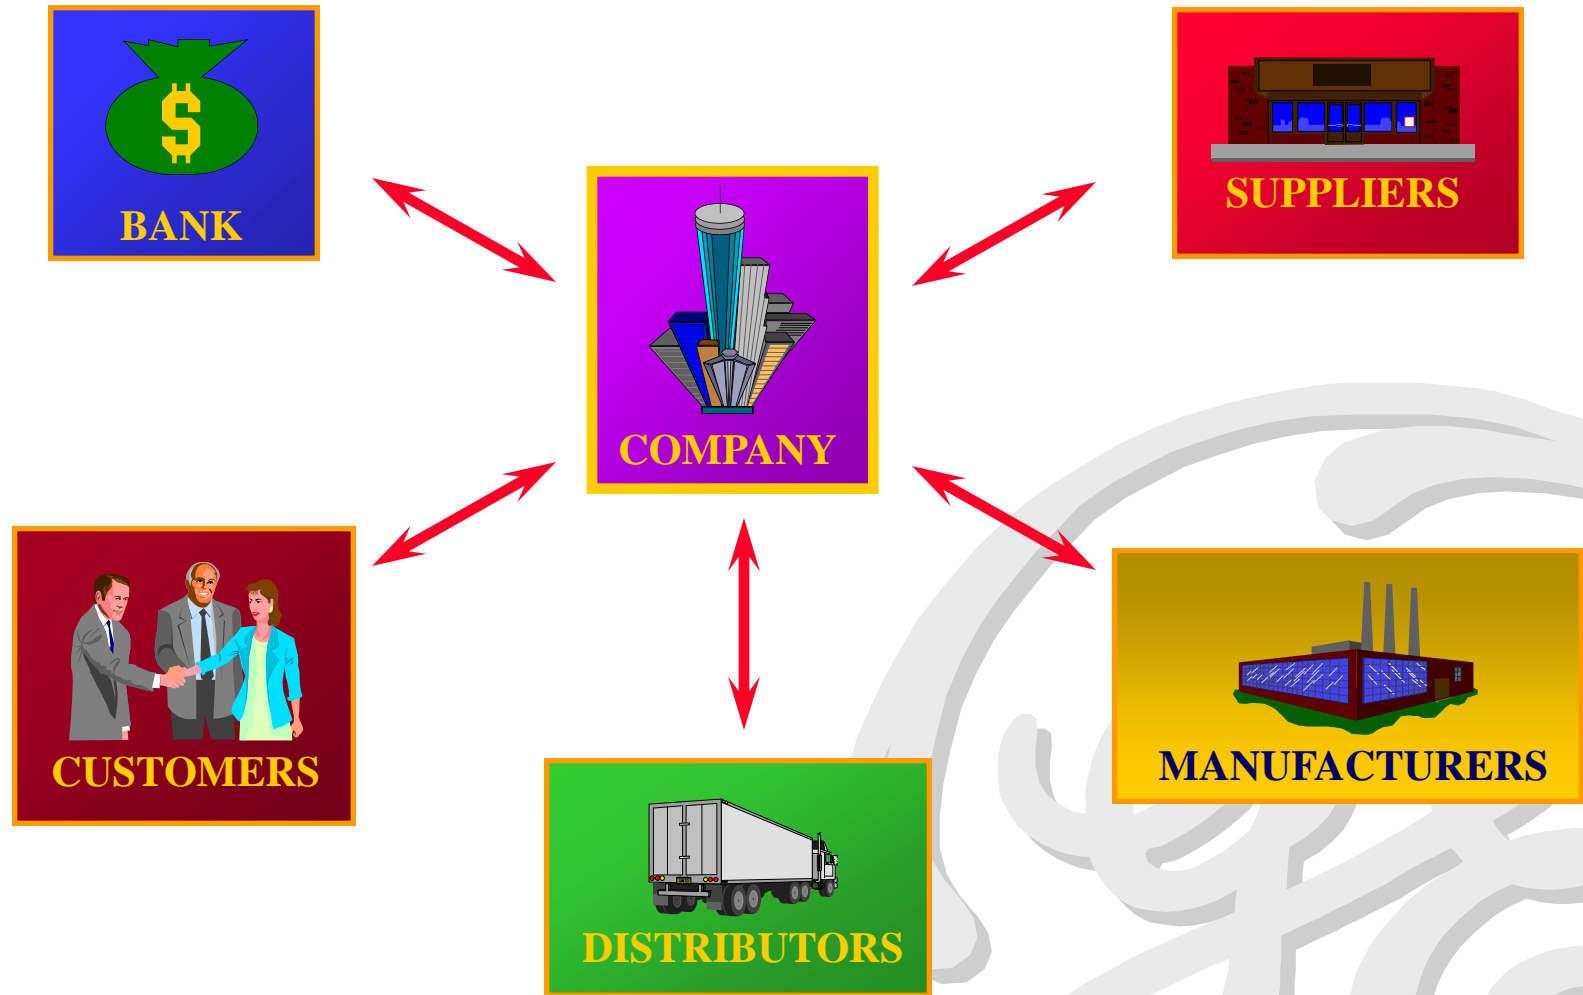 BANK
SUPPLIERS
COMPANY
CUSTOMERS
MANUFACTURERS
DISTRIBUTORS